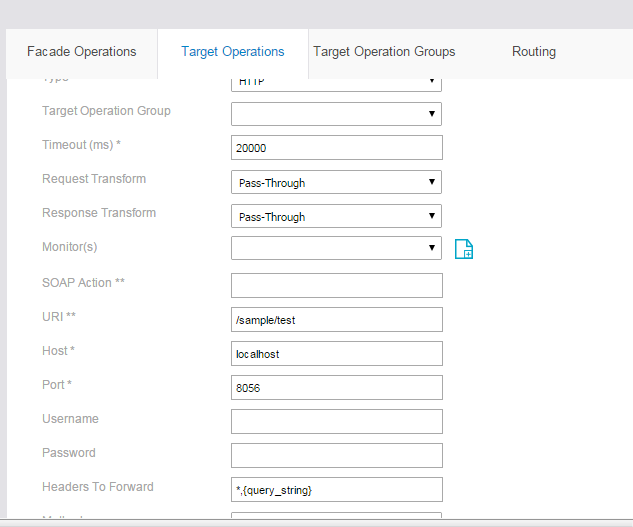 Facade Operations Target Operations Target Operation Groups Routing
Type HTTP
Target Operation Group
Timeout (ms) * 20000
Request Transform Pass-Through
Response Transform Pass-Through
Monitor(s)
SOAP Action **
URI ** /sample/test
Host * localhost
Port * 8056
Username
Password
Headers To Forward *,{query_string}